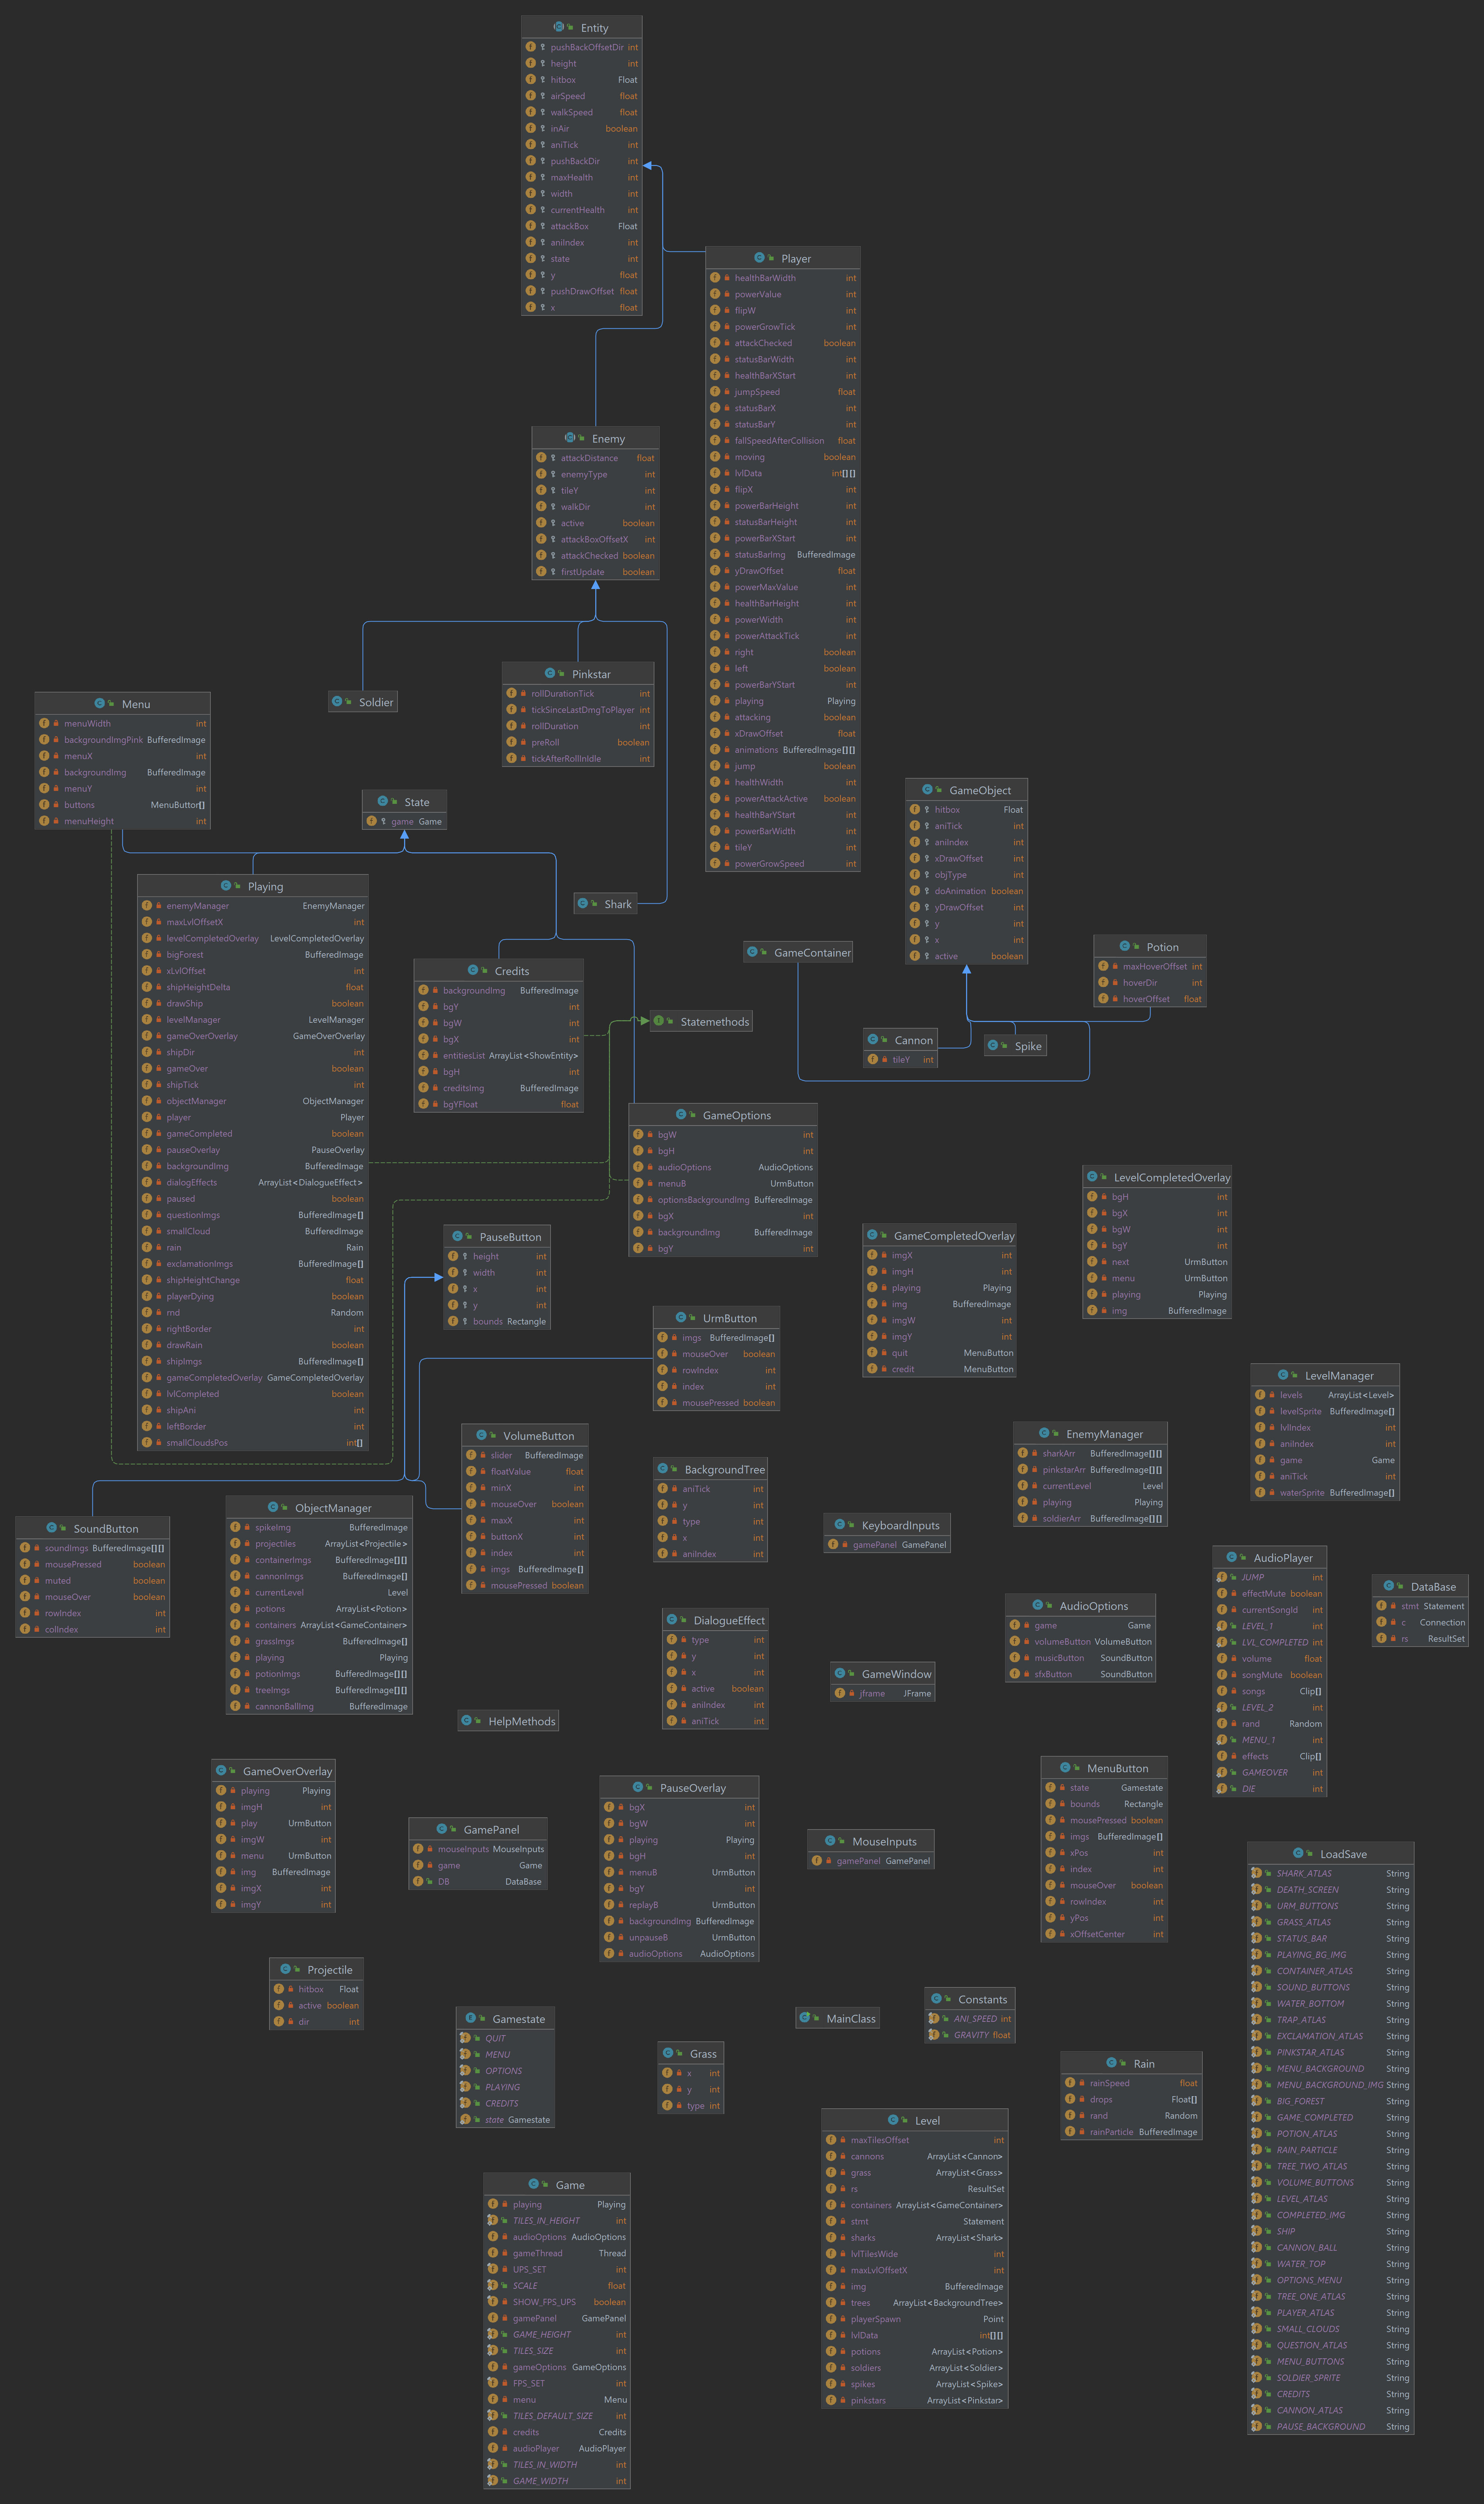 Entity
pushBackOffsetDir int
height int
hitbox Float
airSpeed float
walkSpeed float
inAir boolean
aniTick int
pushBackDir int
maxHealth int
width int
currentHealth int
attackBox Float
aniIndex int
state int
y float
pushDrawOffset float
x float
Player
healthBarWidth int
powerValue int
flipW int
powerGrowTick int
attackChecked boolean
statusBarWidth int
healthBarXStart int
jumpSpeed float
statusBarX int
statusBarY int
fallSpeedAfterCollision float
moving boolean
lvlData int[][]
flipX int
powerBarHeight int
statusBarHeight int
powerBarXStart int
statusBarImg BufferedImage
yDrawOffset float
powerMaxValue int
healthBarHeight int
powerWidth int
powerAttackTick int
right boolean
left boolean
powerBarYStart int
playing Playing
attacking boolean
xDrawOffset float
animations BufferedImage[][]
jump boolean
healthWidth int
powerAttackActive boolean
healthBarYStart int
powerBarWidth int
tileY int
powerGrowSpeed int
Enemy
attackDistance float
enemyType int
tileY int
walkDir int
active boolean
attackBoxOffsetX int
attackChecked boolean
firstUpdate boolean
Soldier
Pinkstar
rollDurationTick int
tickSinceLastDmgToPlayer int
rollDuration int
preRoll boolean
tickAfterRollInIdle int
Menu
menuWidth int
backgroundImgPink BufferedImage
menuX int
backgroundImg BufferedImage
menuY int
buttons MenuButton[]
menuHeight int
State
game Game
GameObject
hitbox Float
aniTick int
aniIndex int
xDrawOffset int
objType int
doAnimation boolean
yDrawOffset int
y int
x int
active boolean
Playing
enemyManager EnemyManager
maxLvlOffsetX int
levelCompletedOverlay LevelCompletedOverlay
bigForest BufferedImage
xLvlOffset int
shipHeightDelta float
drawShip boolean
levelManager LevelManager
gameOverOverlay GameOverOverlay
shipDir int
gameOver boolean
shipTick int
objectManager ObjectManager
player Player
gameCompleted boolean
pauseOverlay PauseOverlay
backgroundImg BufferedImage
dialogEffects ArrayList<DialogueEffect>
paused boolean
questionImgs BufferedImage[]
smallCloud BufferedImage
rain Rain
exclamationImgs BufferedImage[]
shipHeightChange float
playerDying boolean
rnd Random
rightBorder int
drawRain boolean
shipImgs BufferedImage[]
gameCompletedOverlay GameCompletedOverlay
lvlCompleted boolean
shipAni int
leftBorder int
smallCloudsPos int[]
Shark
GameContainer
Potion
maxHoverOffset int
hoverDir int
hoverOffset float
Credits
backgroundImg BufferedImage
bgY int
bgW int
bgX int
entitiesList ArrayList<ShowEntity>
bgH int
creditsImg BufferedImage
bgYFloat float
Statemethods
Cannon
tileY int
Spike
GameOptions
bgW int
bgH int
audioOptions AudioOptions
menuB UrmButton
optionsBackgroundImg BufferedImage
bgX int
backgroundImg BufferedImage
bgY int
LevelCompletedOverlay
bgH int
bgX int
bgW int
bgY int
next UrmButton
menu UrmButton
playing Playing
img BufferedImage
PauseButton
height int
width int
x int
y int
bounds Rectangle
GameCompletedOverlay
imgX int
imgH int
playing Playing
img BufferedImage
imgW int
imgY int
quit MenuButton
credit MenuButton
UrmButton
imgs BufferedImage[]
mouseOver boolean
rowIndex int
index int
mousePressed boolean
LevelManager
levels ArrayList<Level>
levelSprite BufferedImage[]
lvlIndex int
aniIndex int
game Game
aniTick int
waterSprite BufferedImage[]
VolumeButton
slider BufferedImage
floatValue float
minX int
mouseOver boolean
maxX int
buttonX int
index int
imgs BufferedImage[]
mousePressed boolean
EnemyManager
sharkArr BufferedImage[][]
pinkstarArr BufferedImage[][]
currentLevel Level
playing Playing
soldierArr BufferedImage[][]
BackgroundTree
aniTick int
y int
type int
x int
aniIndex int
ObjectManager
spikeImg BufferedImage
projectiles ArrayList<Projectile>
containerImgs BufferedImage[][]
cannonImgs BufferedImage[]
currentLevel Level
potions ArrayList<Potion>
containers ArrayList<GameContainer>
grassImgs BufferedImage[]
playing Playing
potionImgs BufferedImage[][]
treeImgs BufferedImage[][]
cannonBallImg BufferedImage
SoundButton
soundImgs BufferedImage[][]
mousePressed boolean
muted boolean
mouseOver boolean
rowIndex int
colIndex int
KeyboardInputs
gamePanel GamePanel
AudioPlayer
JUMP int
effectMute boolean
currentSongId int
LEVEL_1 int
LVL_COMPLETED int
volume float
songMute boolean
songs Clip[]
LEVEL_2 int
rand Random
MENU_1 int
effects Clip[]
GAMEOVER int
DIE int
DataBase
stmt Statement
c Connection
rs ResultSet
AudioOptions
game Game
volumeButton VolumeButton
musicButton SoundButton
sfxButton SoundButton
DialogueEffect
type int
y int
x int
active boolean
aniIndex int
aniTick int
GameWindow
jframe JFrame
HelpMethods
GameOverOverlay
playing Playing
imgH int
play UrmButton
imgW int
menu UrmButton
img BufferedImage
imgX int
imgY int
MenuButton
state Gamestate
bounds Rectangle
mousePressed boolean
imgs BufferedImage[]
xPos int
index int
mouseOver boolean
rowIndex int
yPos int
xOffsetCenter int
PauseOverlay
bgX int
bgW int
playing Playing
bgH int
menuB UrmButton
bgY int
replayB UrmButton
backgroundImg BufferedImage
unpauseB UrmButton
audioOptions AudioOptions
GamePanel
mouseInputs MouseInputs
game Game
DB DataBase
MouseInputs
gamePanel GamePanel
LoadSave
SHARK_ATLAS String
DEATH_SCREEN String
URM_BUTTONS String
GRASS_ATLAS String
STATUS_BAR String
PLAYING_BG_IMG String
CONTAINER_ATLAS String
SOUND_BUTTONS String
WATER_BOTTOM String
TRAP_ATLAS String
EXCLAMATION_ATLAS String
PINKSTAR_ATLAS String
MENU_BACKGROUND String
MENU_BACKGROUND_IMG String
BIG_FOREST String
GAME_COMPLETED String
POTION_ATLAS String
RAIN_PARTICLE String
TREE_TWO_ATLAS String
VOLUME_BUTTONS String
LEVEL_ATLAS String
COMPLETED_IMG String
SHIP String
CANNON_BALL String
WATER_TOP String
OPTIONS_MENU String
TREE_ONE_ATLAS String
PLAYER_ATLAS String
SMALL_CLOUDS String
QUESTION_ATLAS String
MENU_BUTTONS String
SOLDIER_SPRITE String
CREDITS String
CANNON_ATLAS String
PAUSE_BACKGROUND String
Projectile
hitbox Float
active boolean
dir int
Gamestate
QUIT
MENU
OPTIONS
PLAYING
CREDITS
state Gamestate
MainClass
Constants
ANI_SPEED int
GRAVITY float
Grass
x int
y int
type int
Rain
rainSpeed float
drops Float[]
rand Random
rainParticle BufferedImage
Level
maxTilesOffset int
cannons ArrayList<Cannon>
grass ArrayList<Grass>
rs ResultSet
containers ArrayList<GameContainer>
stmt Statement
sharks ArrayList<Shark>
lvlTilesWide int
maxLvlOffsetX int
img BufferedImage
trees ArrayList<BackgroundTree>
playerSpawn Point
lvlData int[][]
potions ArrayList<Potion>
soldiers ArrayList<Soldier>
spikes ArrayList<Spike>
pinkstars ArrayList<Pinkstar>
Game
playing Playing
TILES_IN_HEIGHT int
audioOptions AudioOptions
gameThread Thread
UPS_SET int
SCALE float
SHOW_FPS_UPS boolean
gamePanel GamePanel
GAME_HEIGHT int
TILES_SIZE int
gameOptions GameOptions
FPS_SET int
menu Menu
TILES_DEFAULT_SIZE int
credits Credits
audioPlayer AudioPlayer
TILES_IN_WIDTH int
GAME_WIDTH int